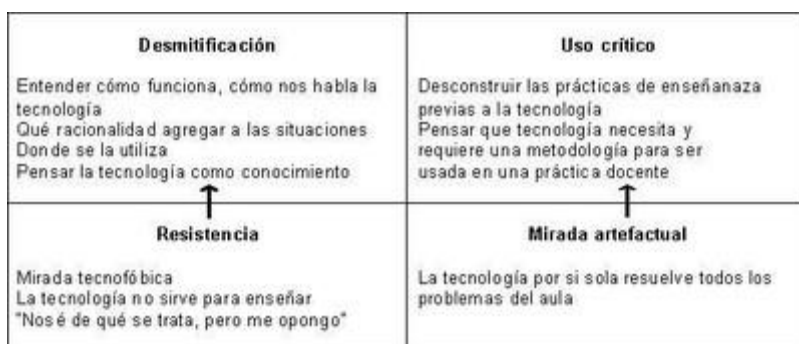 Desmitificación
Entender cómo funciona, cómo nos habla la
tecnología
Qué racionalidad agregar a las situaciones
Donde se la utiliza
Pensar la tecnología como conocimiento
Uso crítico
Desconstruir las prácticas de enseñanaza
previas a la tecnología
Pensar que tecnología necesita y
requiere una metodología para ser
usada en una práctica docente
Resistencia
Mirada tecnofóbica
La tecnología no sirve para enseñar
"Nosé de qué se trata, pero me opongo"
Mirada artefactual
La tecnología por si sola resuelve todos los
problemas del aula